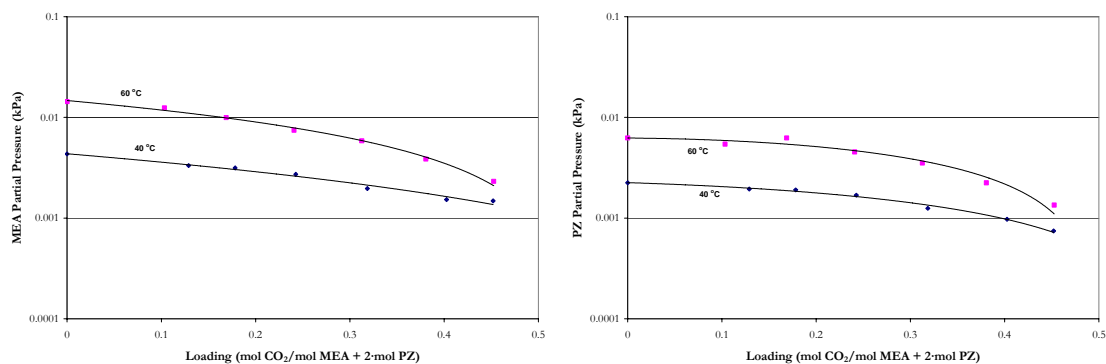 MEA Partial Pressure (kPa)
0.1
0.01
0.001
0.0001
60 °C
40 °C
0 0.1 0.2 0.3 0.4 0.5
Loading (mol CO₂/mol MEA + 2·mol PZ)
PZ Partial Pressure (kPa)
0.1
0.01
0.001
0.0001
60 °C
40 °C
0 0.1 0.2 0.3 0.4 0.5
Loading (mol CO₂/mol MEA + 2·mol PZ)